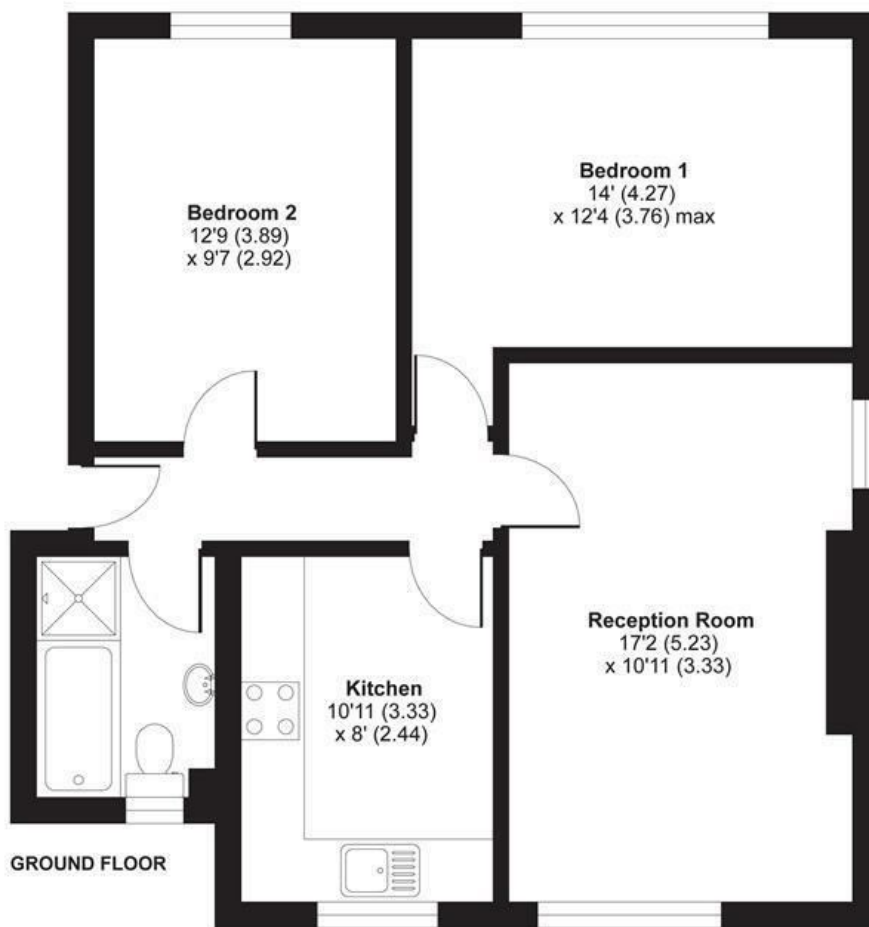 Bedroom 1
14' (4.27)
x 12'4 (3.76) max
Bedroom 2
12'9 (3.89)
x 9'7 (2.92)
Reception Room
17'2 (5.23)
x 10'11 (3.33)
Kitchen
10'11 (3.33)
x 8' (2.44)
GROUND FLOOR